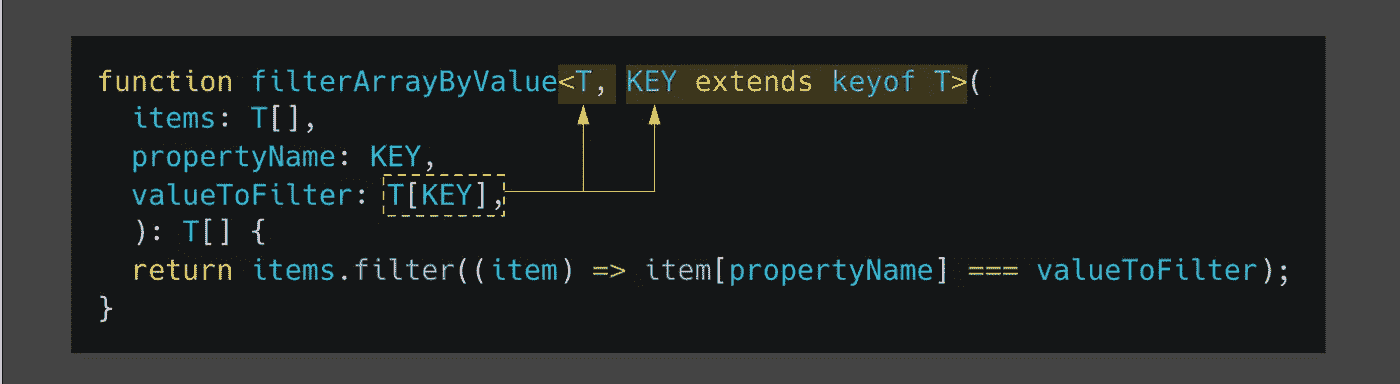 function filterArrayByValue<T, KEY extends keyof T>(
  items: T[],
  propertyName: KEY,
  valueToFilter: T[KEY],
  ): T[] {
  return items.filter((item) => item[propertyName] === valueToFilter);
}